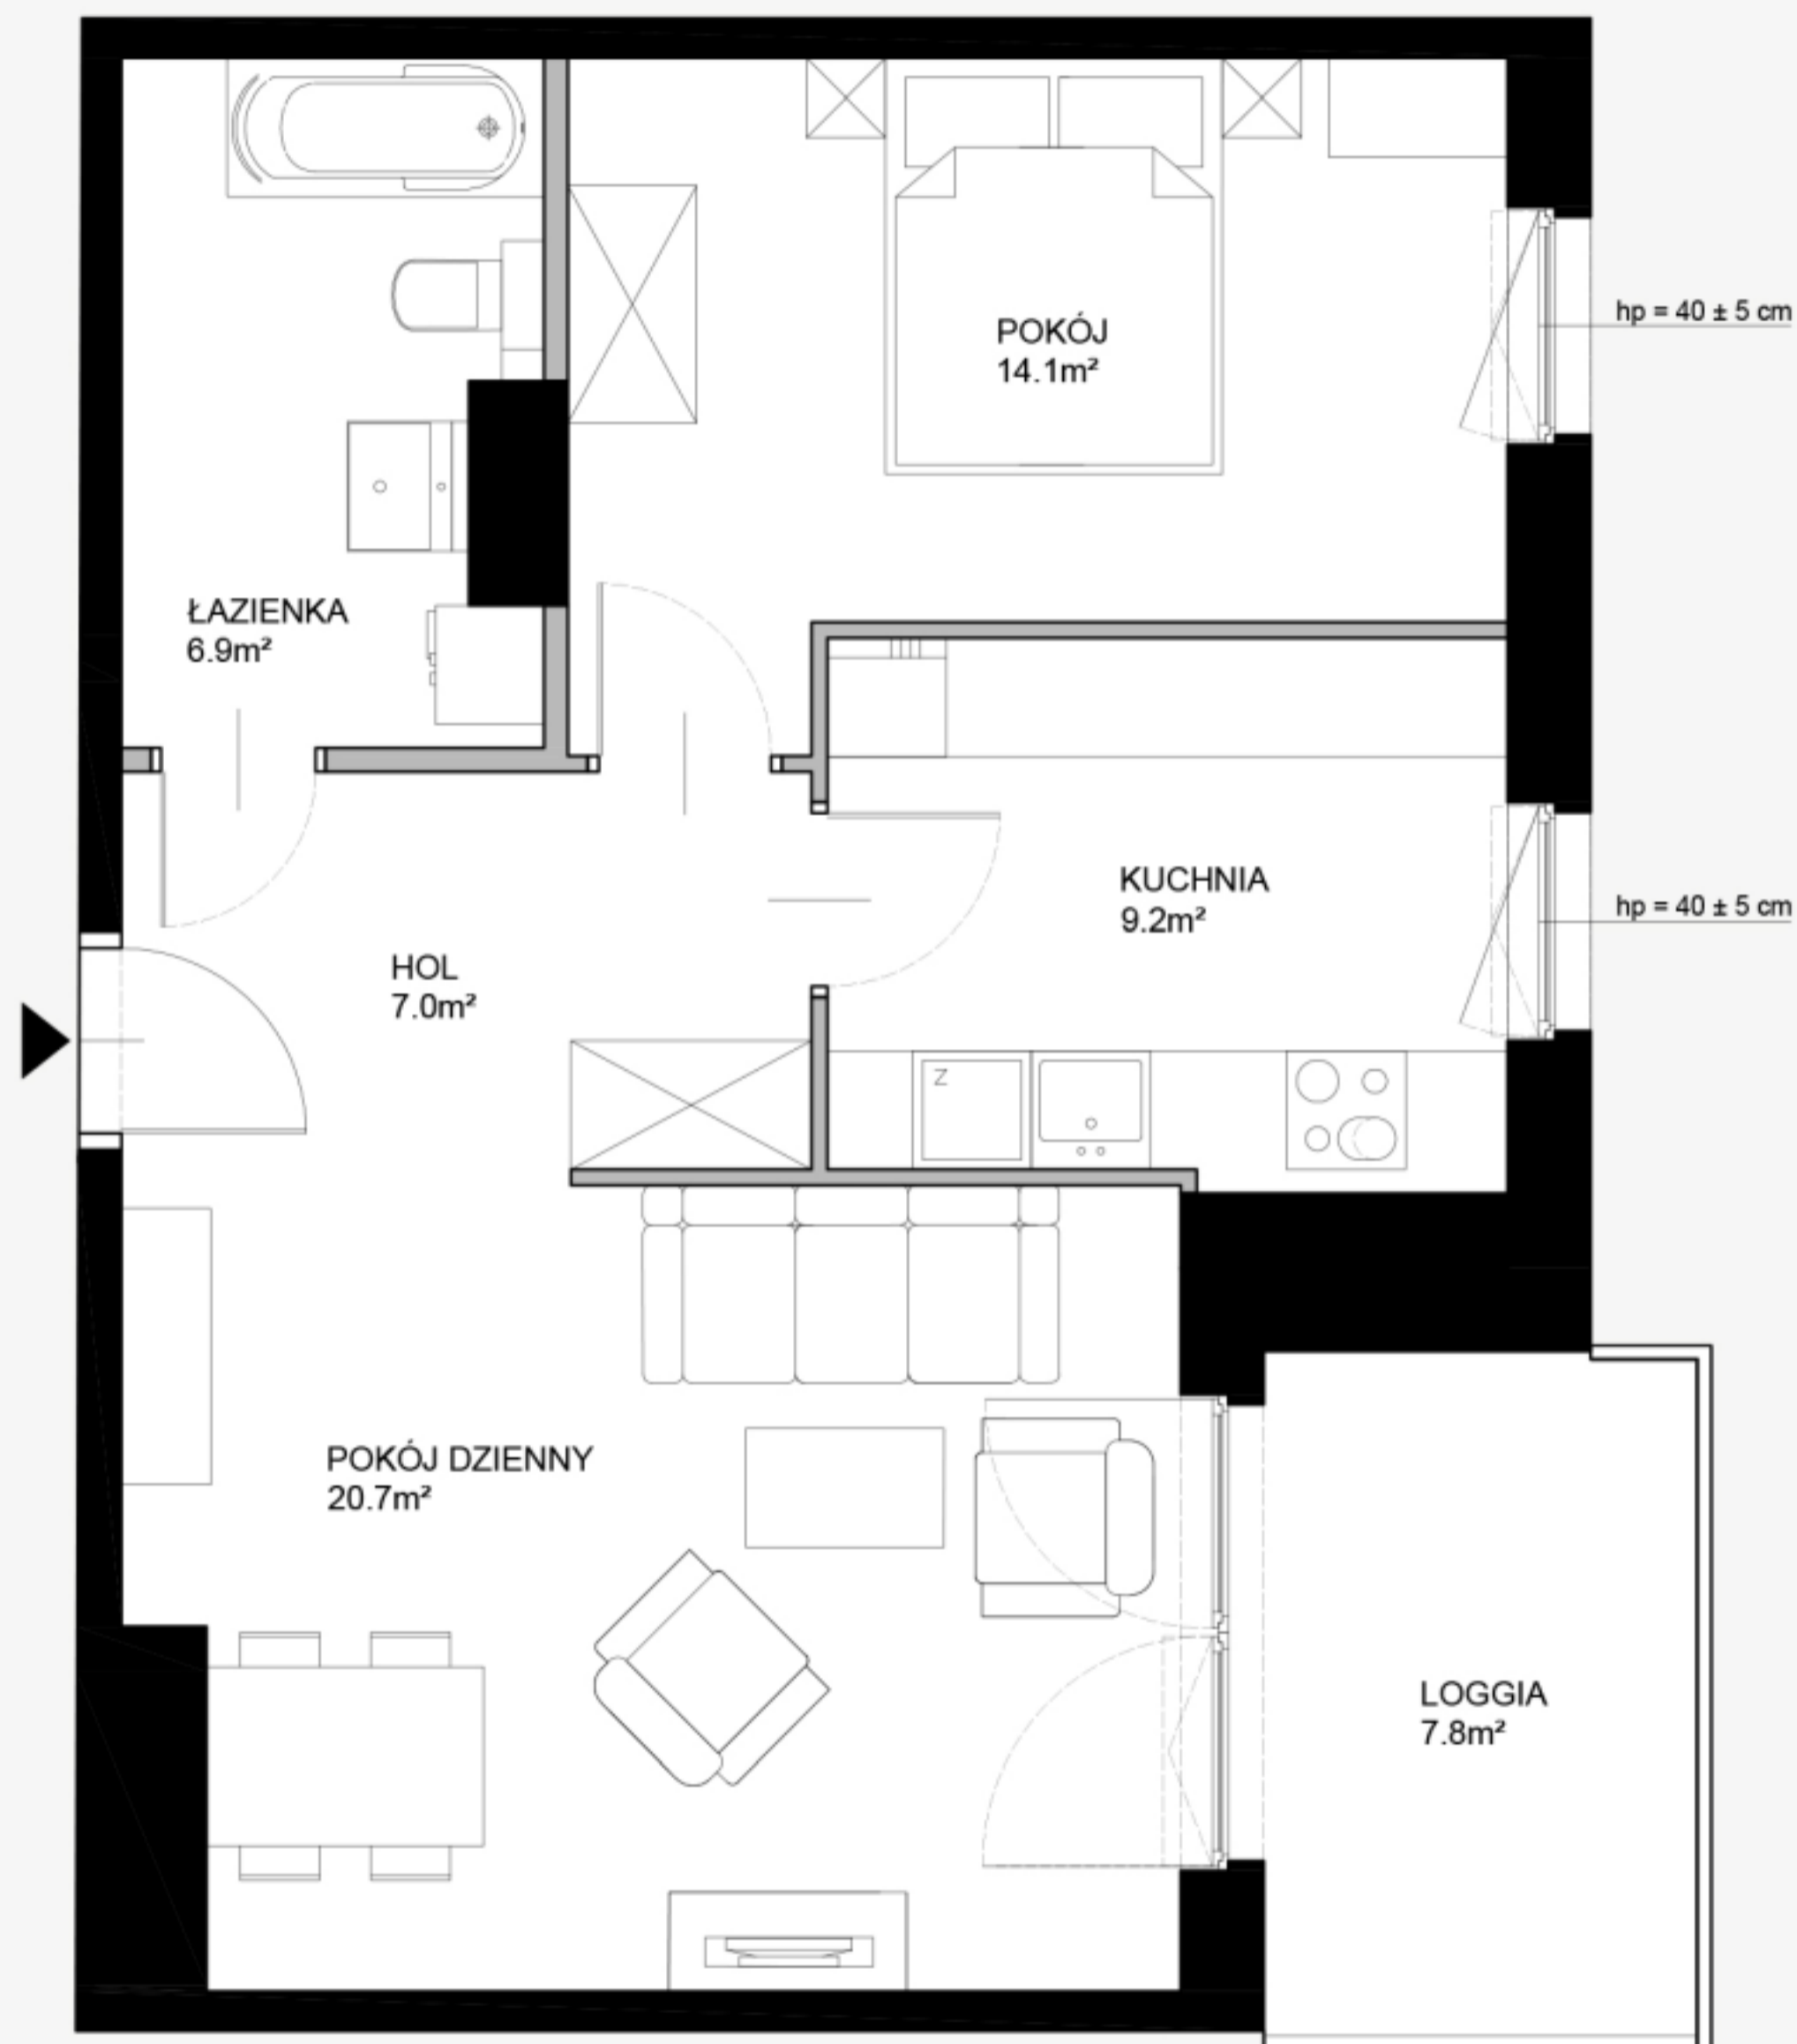 hp = 40 ± 5 cm
POKÓJ
14.1m²
ŁAZIENKA
6.9m²
KUCHNIA
9.2m²
hp = 40 ± 5 cm
HOL
7.0m²
Z
POKÓJ DZIENNY
20.7m²
LOGGIA
7.8m²